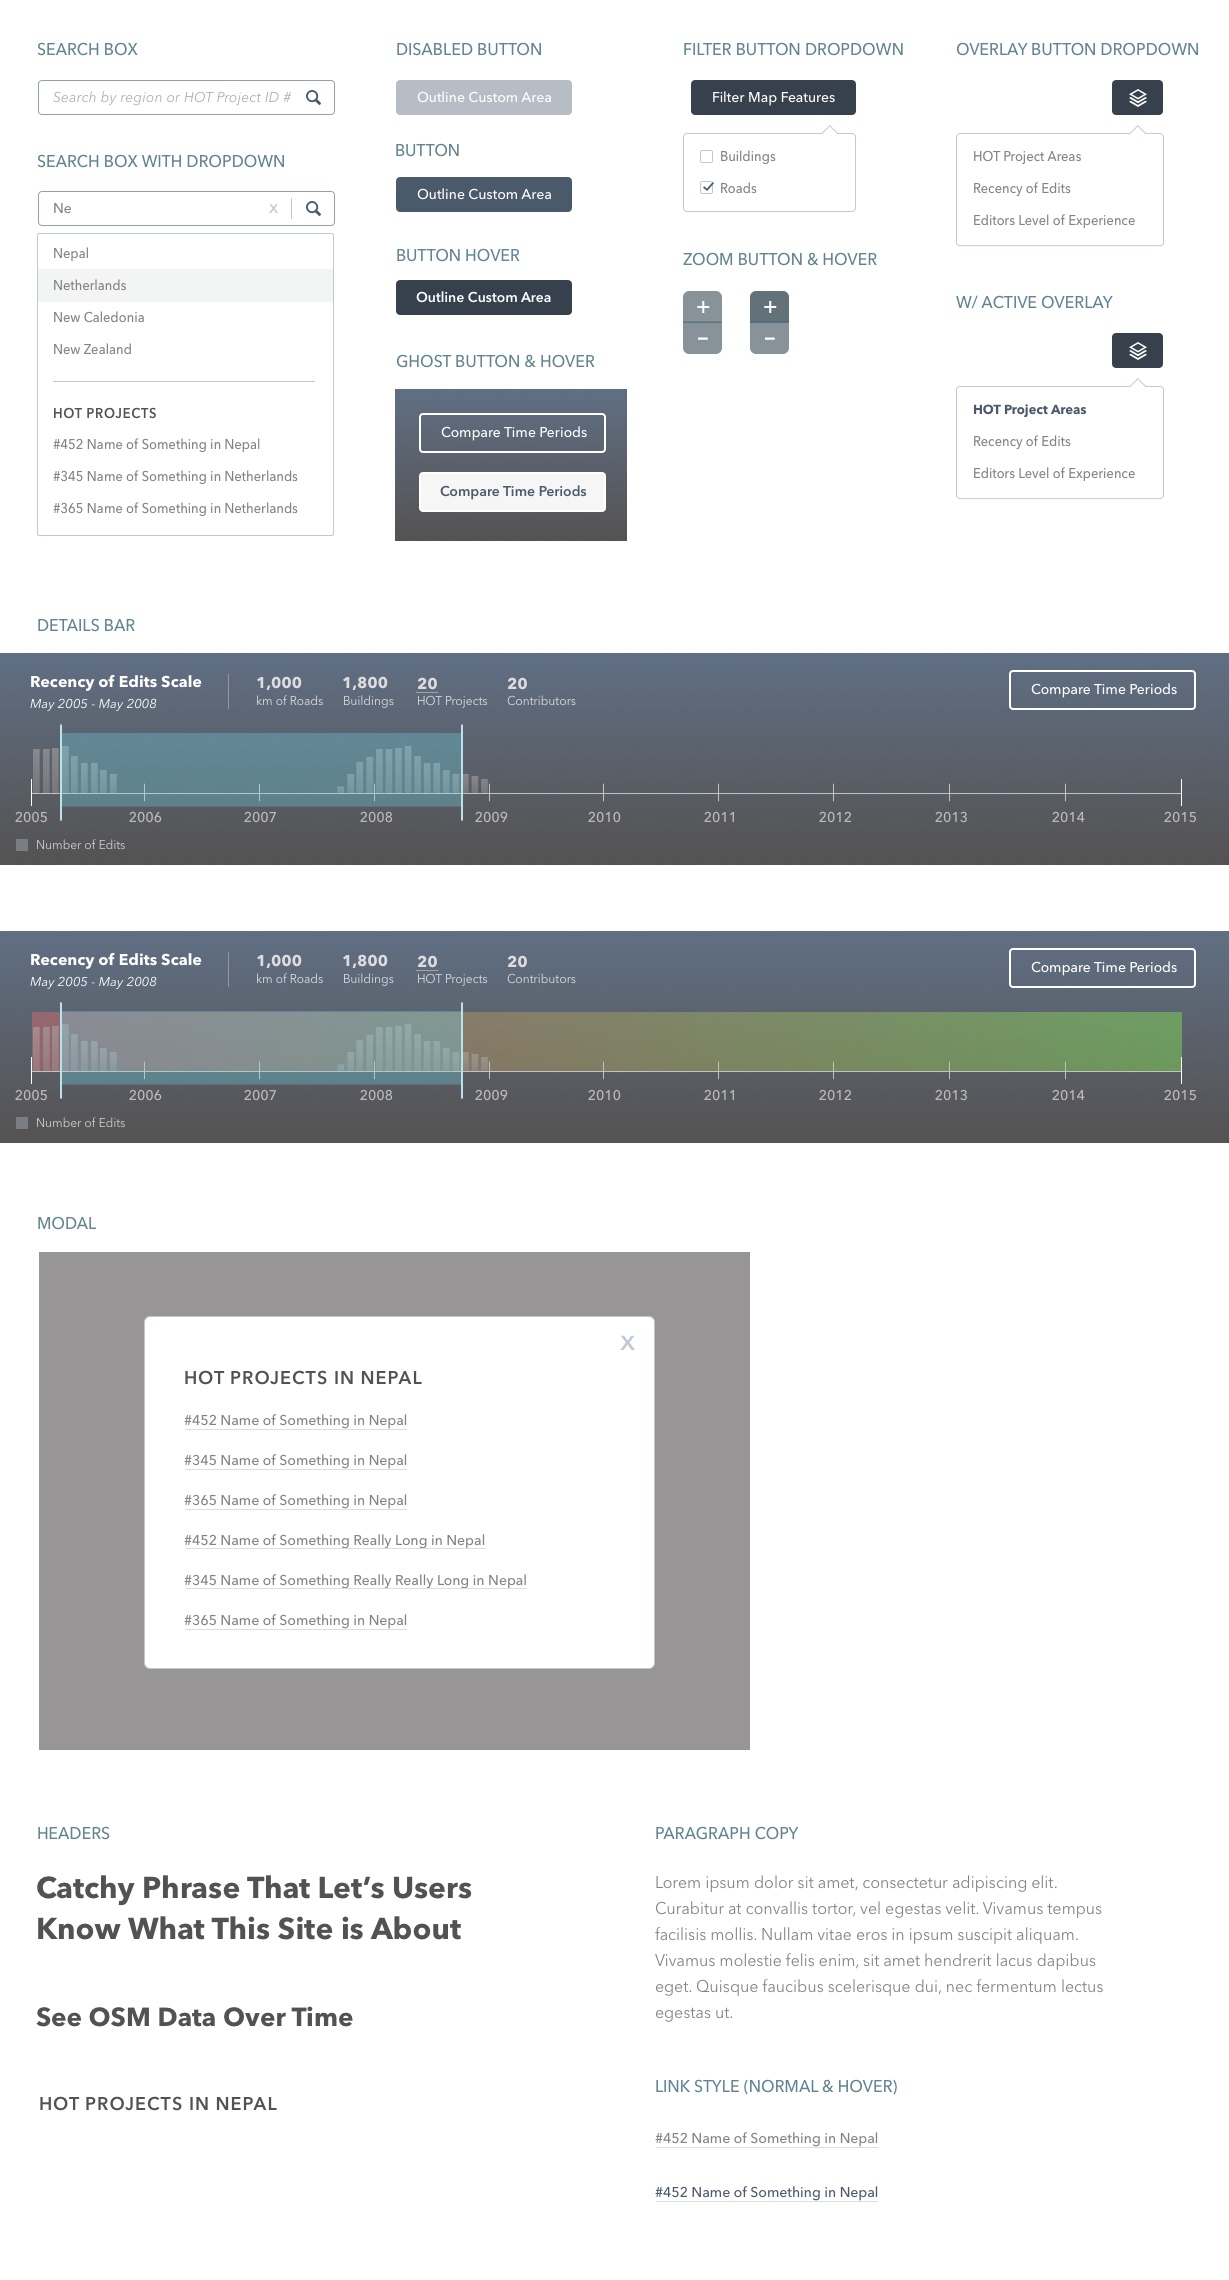 SEARCH BOX
Search by region or HOT Project ID #
SEARCH BOX WITH DROPDOWN
Ne x
Nepal
Netherlands
New Caledonia
New Zealand
HOT PROJECTS
#452 Name of Something in Nepal
#345 Name of Something in Netherlands
#365 Name of Something in Netherlands
DISABLED BUTTON
Outline Custom Area
BUTTON
Outline Custom Area
BUTTON HOVER
Outline Custom Area
GHOST BUTTON & HOVER
Compare Time Periods
Compare Time Periods
FILTER BUTTON DROPDOWN
Filter Map Features
Buildings
Roads
ZOOM BUTTON & HOVER
+ +
– –
OVERLAY BUTTON DROPDOWN
HOT Project Areas
Recency of Edits
Editors Level of Experience
W/ ACTIVE OVERLAY
HOT Project Areas
Recency of Edits
Editors Level of Experience
DETAILS BAR
Recency of Edits Scale
May 2005 - May 2008
1,000 1,800 20 20
km of Roads Buildings HOT Projects Contributors
Compare Time Periods
2005 2006 2007 2008 2009 2010 2011 2012 2013 2014 2015
Number of Edits
Recency of Edits Scale
May 2005 - May 2008
1,000 1,800 20 20
km of Roads Buildings HOT Projects Contributors
Compare Time Periods
2005 2006 2007 2008 2009 2010 2011 2012 2013 2014 2015
Number of Edits
MODAL
X
HOT PROJECTS IN NEPAL
#452 Name of Something in Nepal
#345 Name of Something in Nepal
#365 Name of Something in Nepal
#452 Name of Something Really Long in Nepal
#345 Name of Something Really Really Long in Nepal
#365 Name of Something in Nepal
HEADERS
Catchy Phrase That Let's Users
Know What This Site is About
See OSM Data Over Time
HOT PROJECTS IN NEPAL
PARAGRAPH COPY
Lorem ipsum dolor sit amet, consectetur adipiscing elit.
Curabitur at convallis tortor, vel egestas velit. Vivamus tempus
facilisis mollis. Nullam vitae eros in ipsum suscipit aliquam.
Vivamus molestie felis enim, sit amet hendrerit lacus dapibus
eget. Quisque faucibus scelerisque dui, nec fermentum lectus
egestas ut.
LINK STYLE (NORMAL & HOVER)
#452 Name of Something in Nepal
#452 Name of Something in Nepal